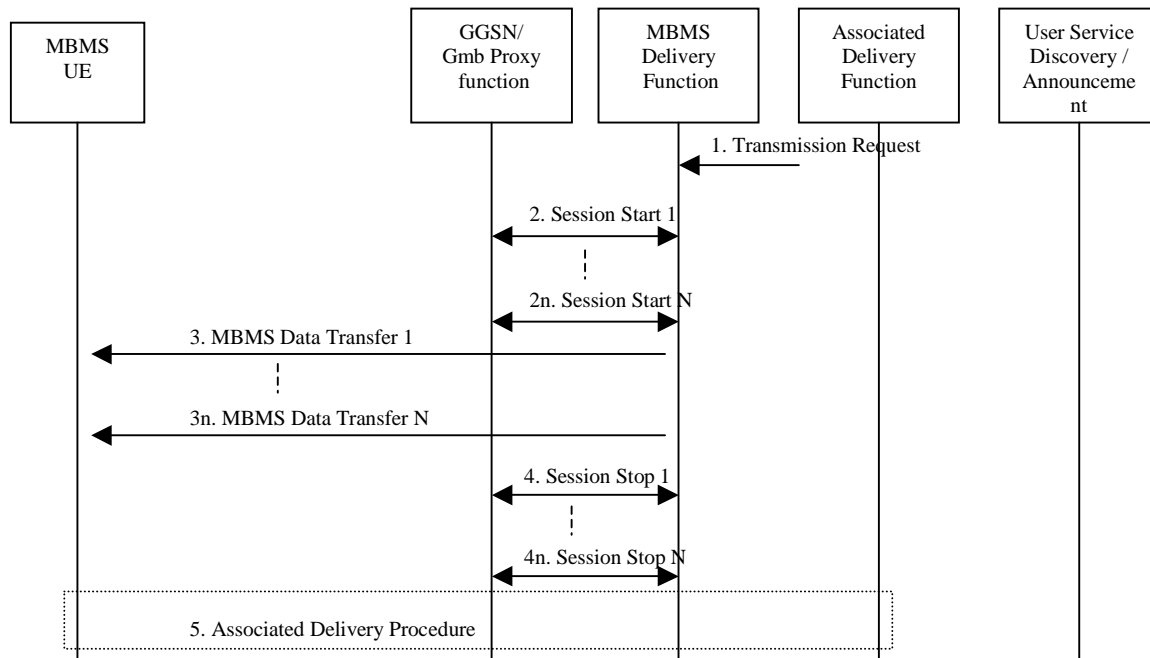 MBMS
UE
GGSN/
Gmb Proxy
function
MBMS
Delivery
Function
Associated
Delivery
Function
User Service
Discovery /
Announceme
nt
1. Transmission Request
2. Session Start 1
2n. Session Start N
3. MBMS Data Transfer 1
3n. MBMS Data Transfer N
4. Session Stop 1
4n. Session Stop N
5. Associated Delivery Procedure